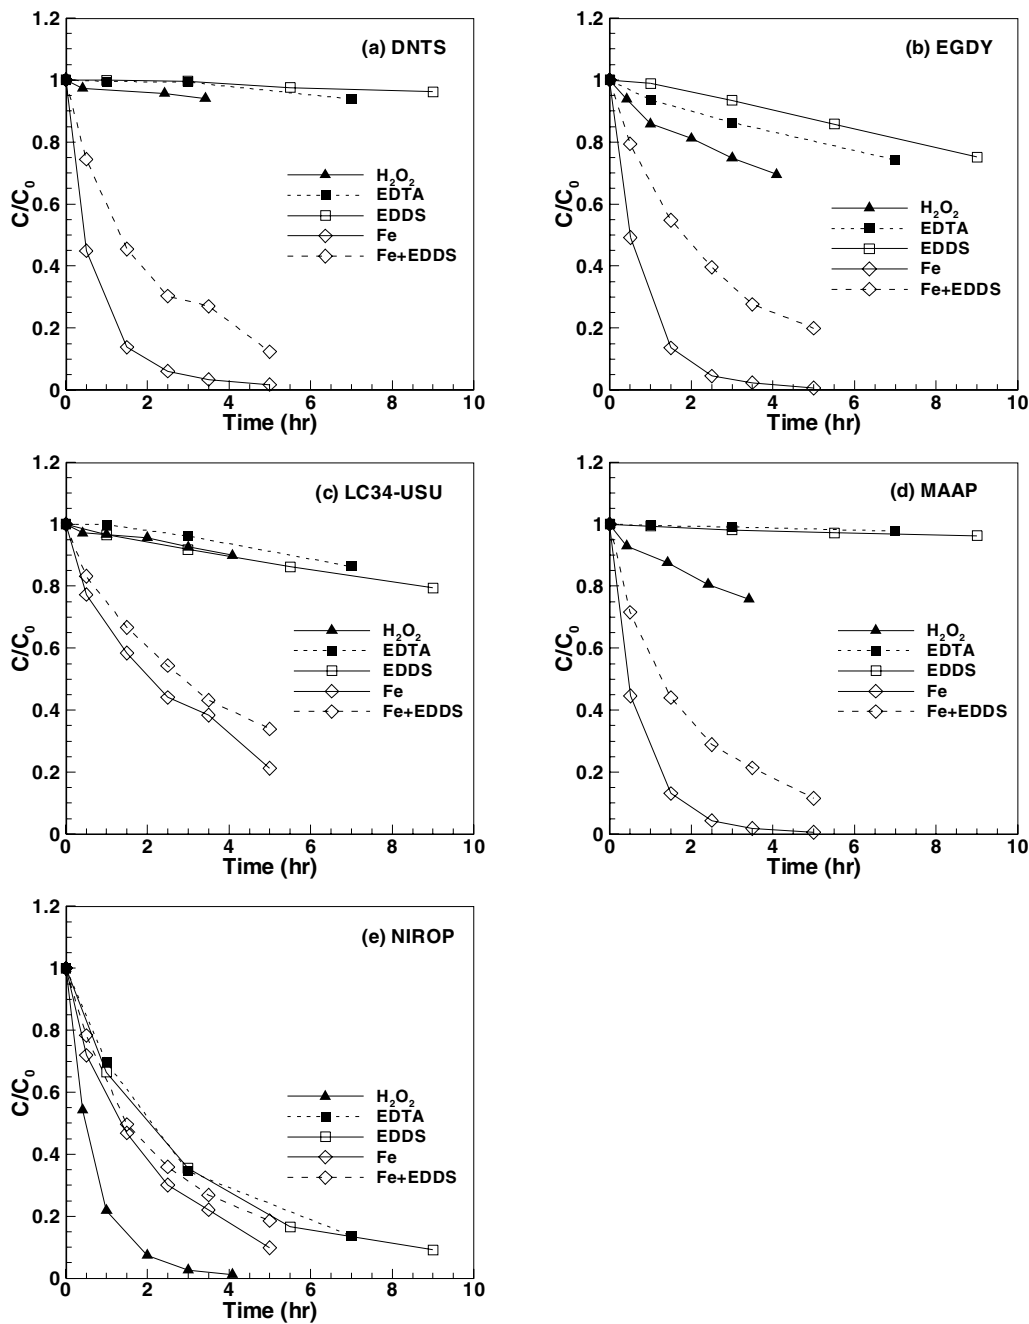 1.2
(a) DNTS
1
0.8
C/C0
0.6
0.4
0.2
0
H2O2
EDTA
EDDS
Fe
Fe+EDDS
0 2 4 6 8 10
Time (hr)
1.2
(b) EGDY
1
0.8
C/C0
0.6
0.4
0.2
0
H2O2
EDTA
EDDS
Fe
Fe+EDDS
0 2 4 6 8 10
Time (hr)
1.2
(c) LC34-USU
1
0.8
C/C0
0.6
0.4
0.2
0
H2O2
EDTA
EDDS
Fe
Fe+EDDS
0 2 4 6 8 10
Time (hr)
1.2
(d) MAAP
1
0.8
C/C0
0.6
0.4
0.2
0
H2O2
EDTA
EDDS
Fe
Fe+EDDS
0 2 4 6 8 10
Time (hr)
1.2
(e) NIROP
1
0.8
C/C0
0.6
0.4
0.2
0
H2O2
EDTA
EDDS
Fe
Fe+EDDS
0 2 4 6 8 10
Time (hr)